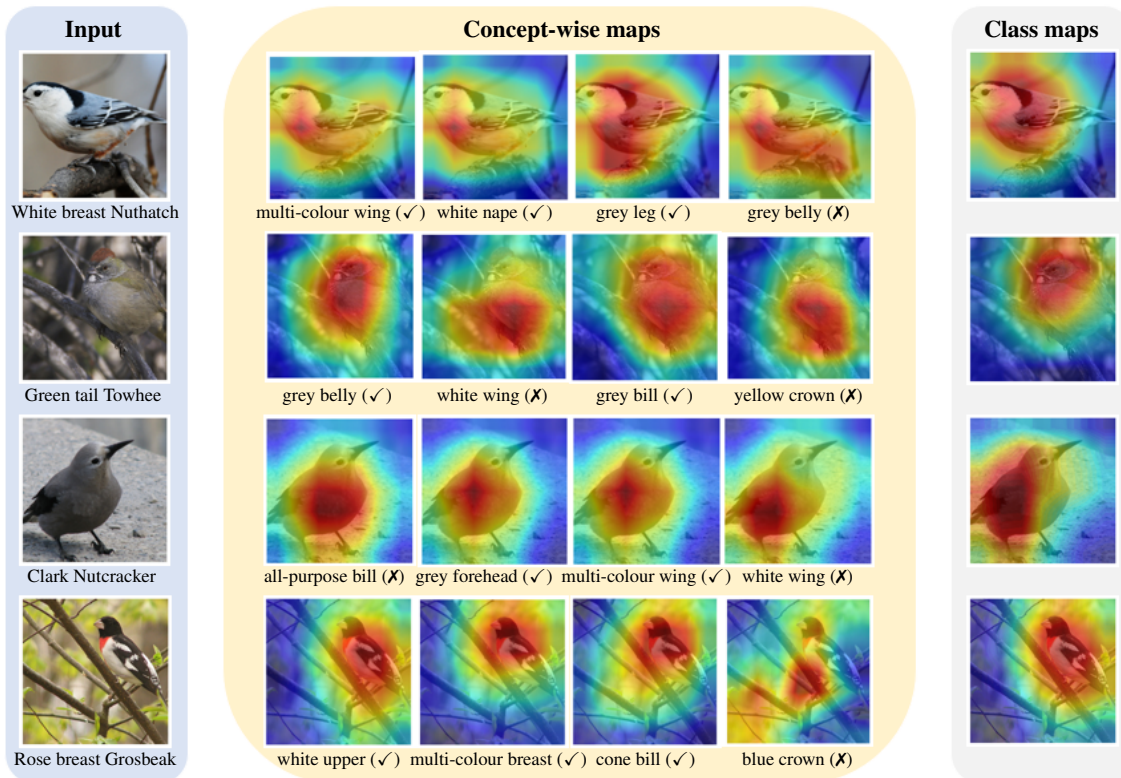 Input Concept-wise maps Class maps
White breast Nuthatch multi-colour wing (✓) white nape (✓) grey leg (✓) grey belly (✗)
Green tail Towhee grey belly (✓) white wing (✗) grey bill (✓) yellow crown (✗)
Clark Nutcracker all-purpose bill (✗) grey forehead (✓) multi-colour wing (✓) white wing (✗)
Rose breast Grosbeak white upper (✓) multi-colour breast (✓) cone bill (✓) blue crown (✗)